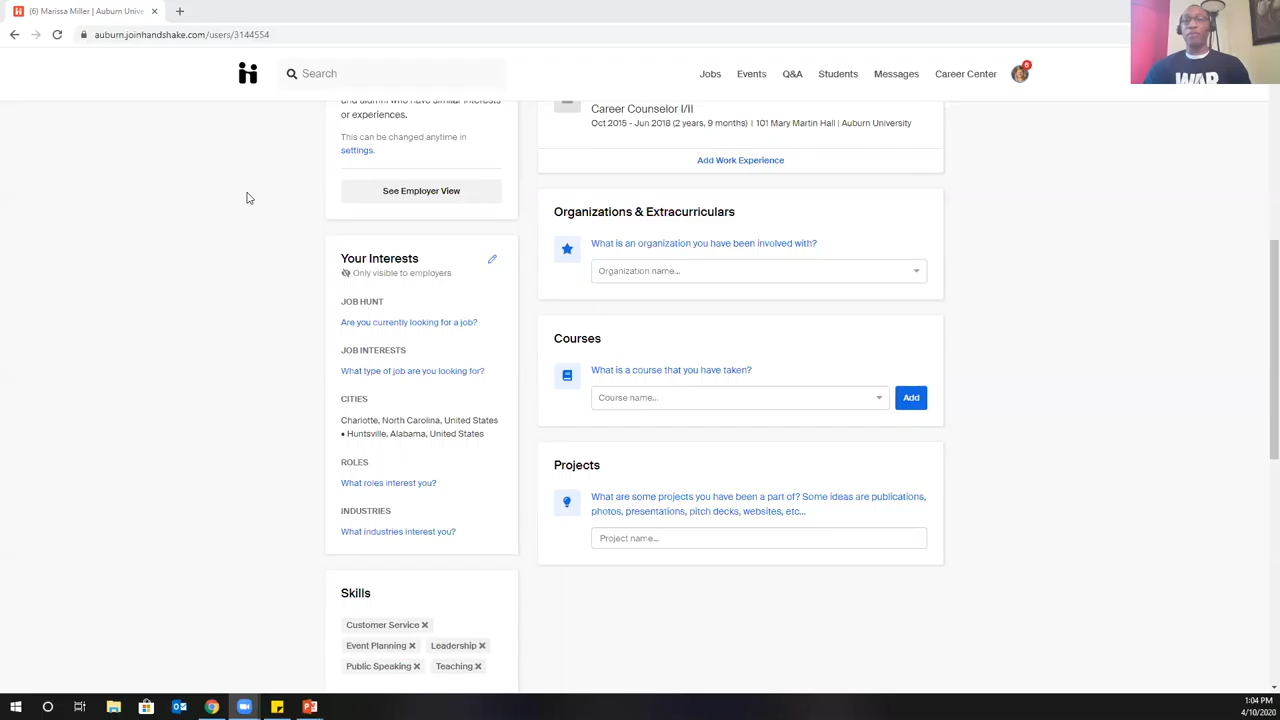 (6) Marissa Miller | Auburn Unive
auburn.joinhandshake.com/users/3144554
Search
Jobs
Events
Q&A
Students
Messages
Career Center
6
WAR
and alumni who have similar interests
or experiences.
This can be changed anytime in
settings.
See Employer View
Career Counselor I/II
Oct 2015 - Jun 2018 (2 years, 9 months) | 101 Mary Martin Hall | Auburn University
Add Work Experience
Your Interests
Only visible to employers
JOB HUNT
Are you currently looking for a job?
JOB INTERESTS
What type of job are you looking for?
CITIES
Charlotte, North Carolina, United States
• Huntsville, Alabama, United States
ROLES
What roles interest you?
INDUSTRIES
What industries interest you?
Skills
Customer Service ×
Event Planning × Leadership ×
Public Speaking × Teaching ×
Organizations & Extracurriculars
What is an organization you have been involved with?
Organization name...
Courses
What is a course that you have taken?
Course name...
Add
Projects
What are some projects you have been a part of? Some ideas are publications,
photos, presentations, pitch decks, websites, etc...
Project name...
1:04 PM
4/10/2020